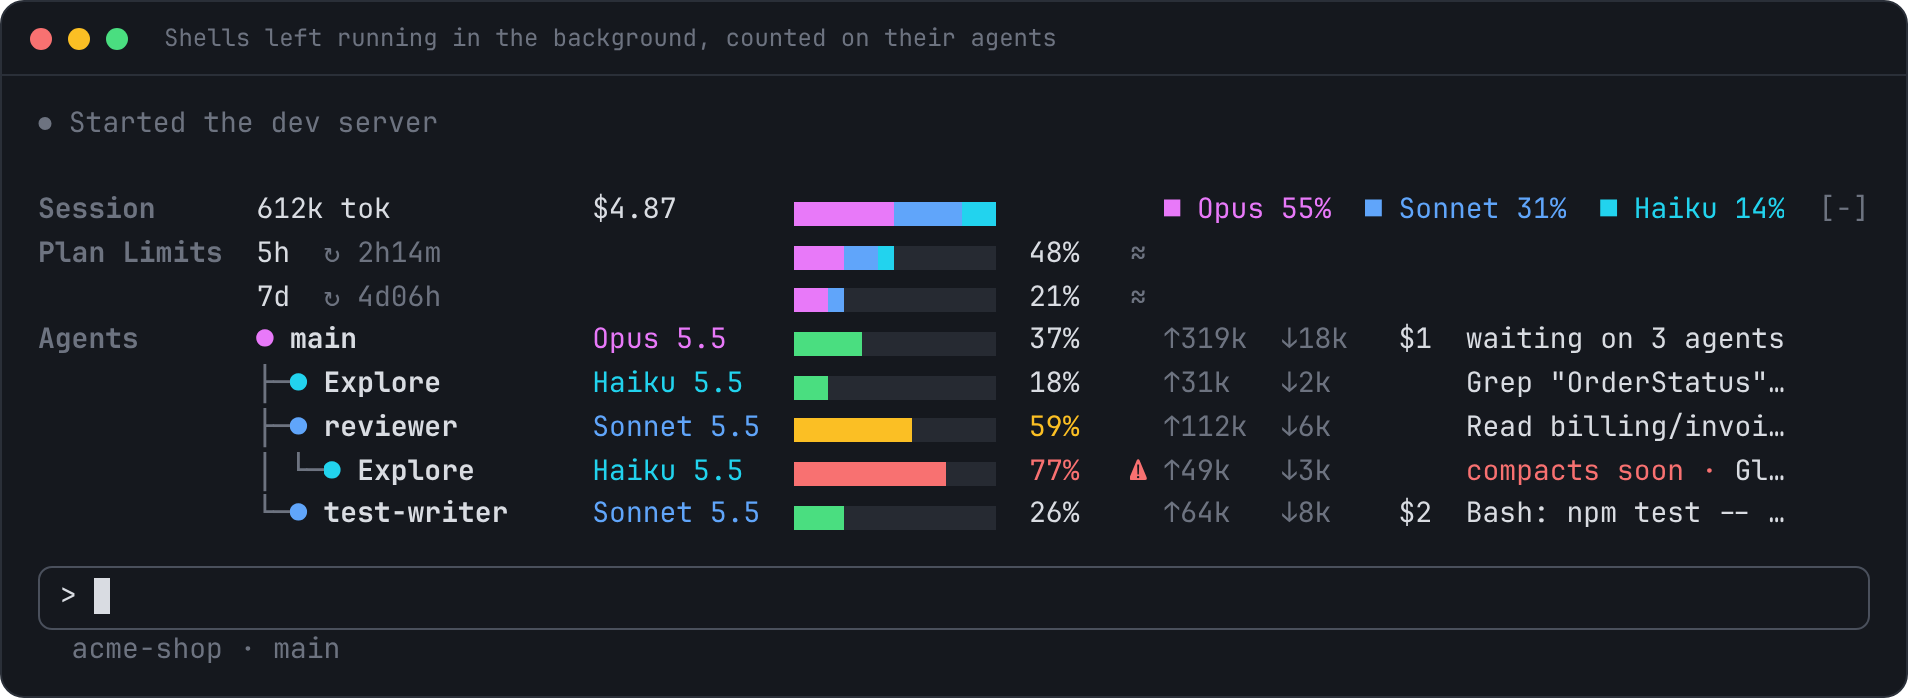 Shells left running in the background, counted on their agents
● Started the dev server
Session 612k tok $4.87 ■ Opus 55% ■ Sonnet 31% ■ Haiku 14% [-]
Plan Limits 5h ↻ 2h14m 48% ≈
7d ↻ 4d06h 21% ≈
Agents ● main Opus 5.5 37% ↑319k ↓18k $1 waiting on 3 agents
├─● Explore Haiku 5.5 18% ↑31k ↓2k Grep "OrderStatus"…
├─● reviewer Sonnet 5.5 59% ↑112k ↓6k Read billing/invoi…
│ └─● Explore Haiku 5.5 77% ⚠ ↑49k ↓3k compacts soon · Gl…
└─● test-writer Sonnet 5.5 26% ↑64k ↓8k $2 Bash: npm test -- …
>
acme-shop · main